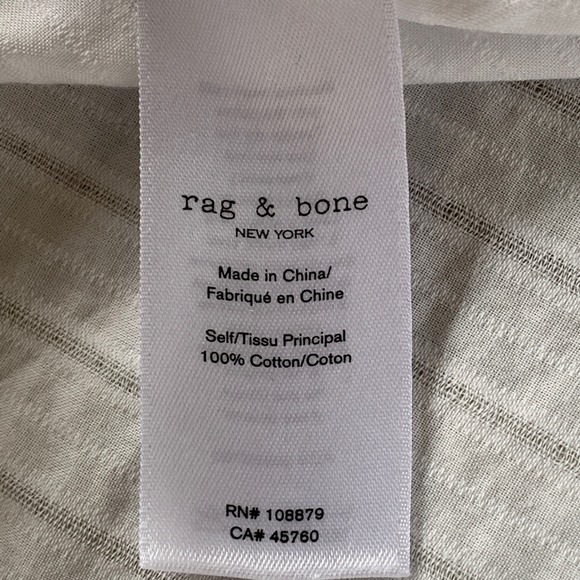 rag & bone
NEW YORK
Made in China/
Fabriqué en Chine
Self/Tissu Principal
100% Cotton/Coton
RN# 108879
CA# 45760